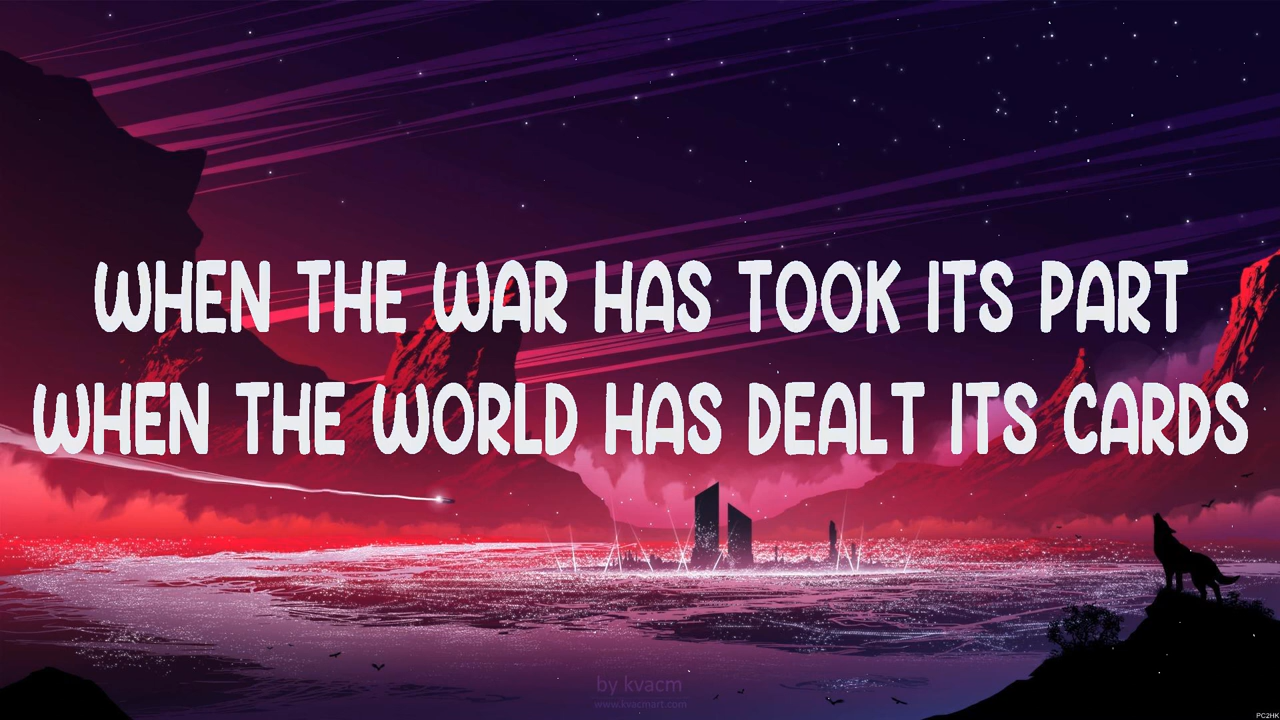 WHEN THE WAR HAS TOOK ITS PART
WHEN THE WORLD HAS DEALT ITS CARDS
by kvacm
www.kvacmart.com
PC2HK